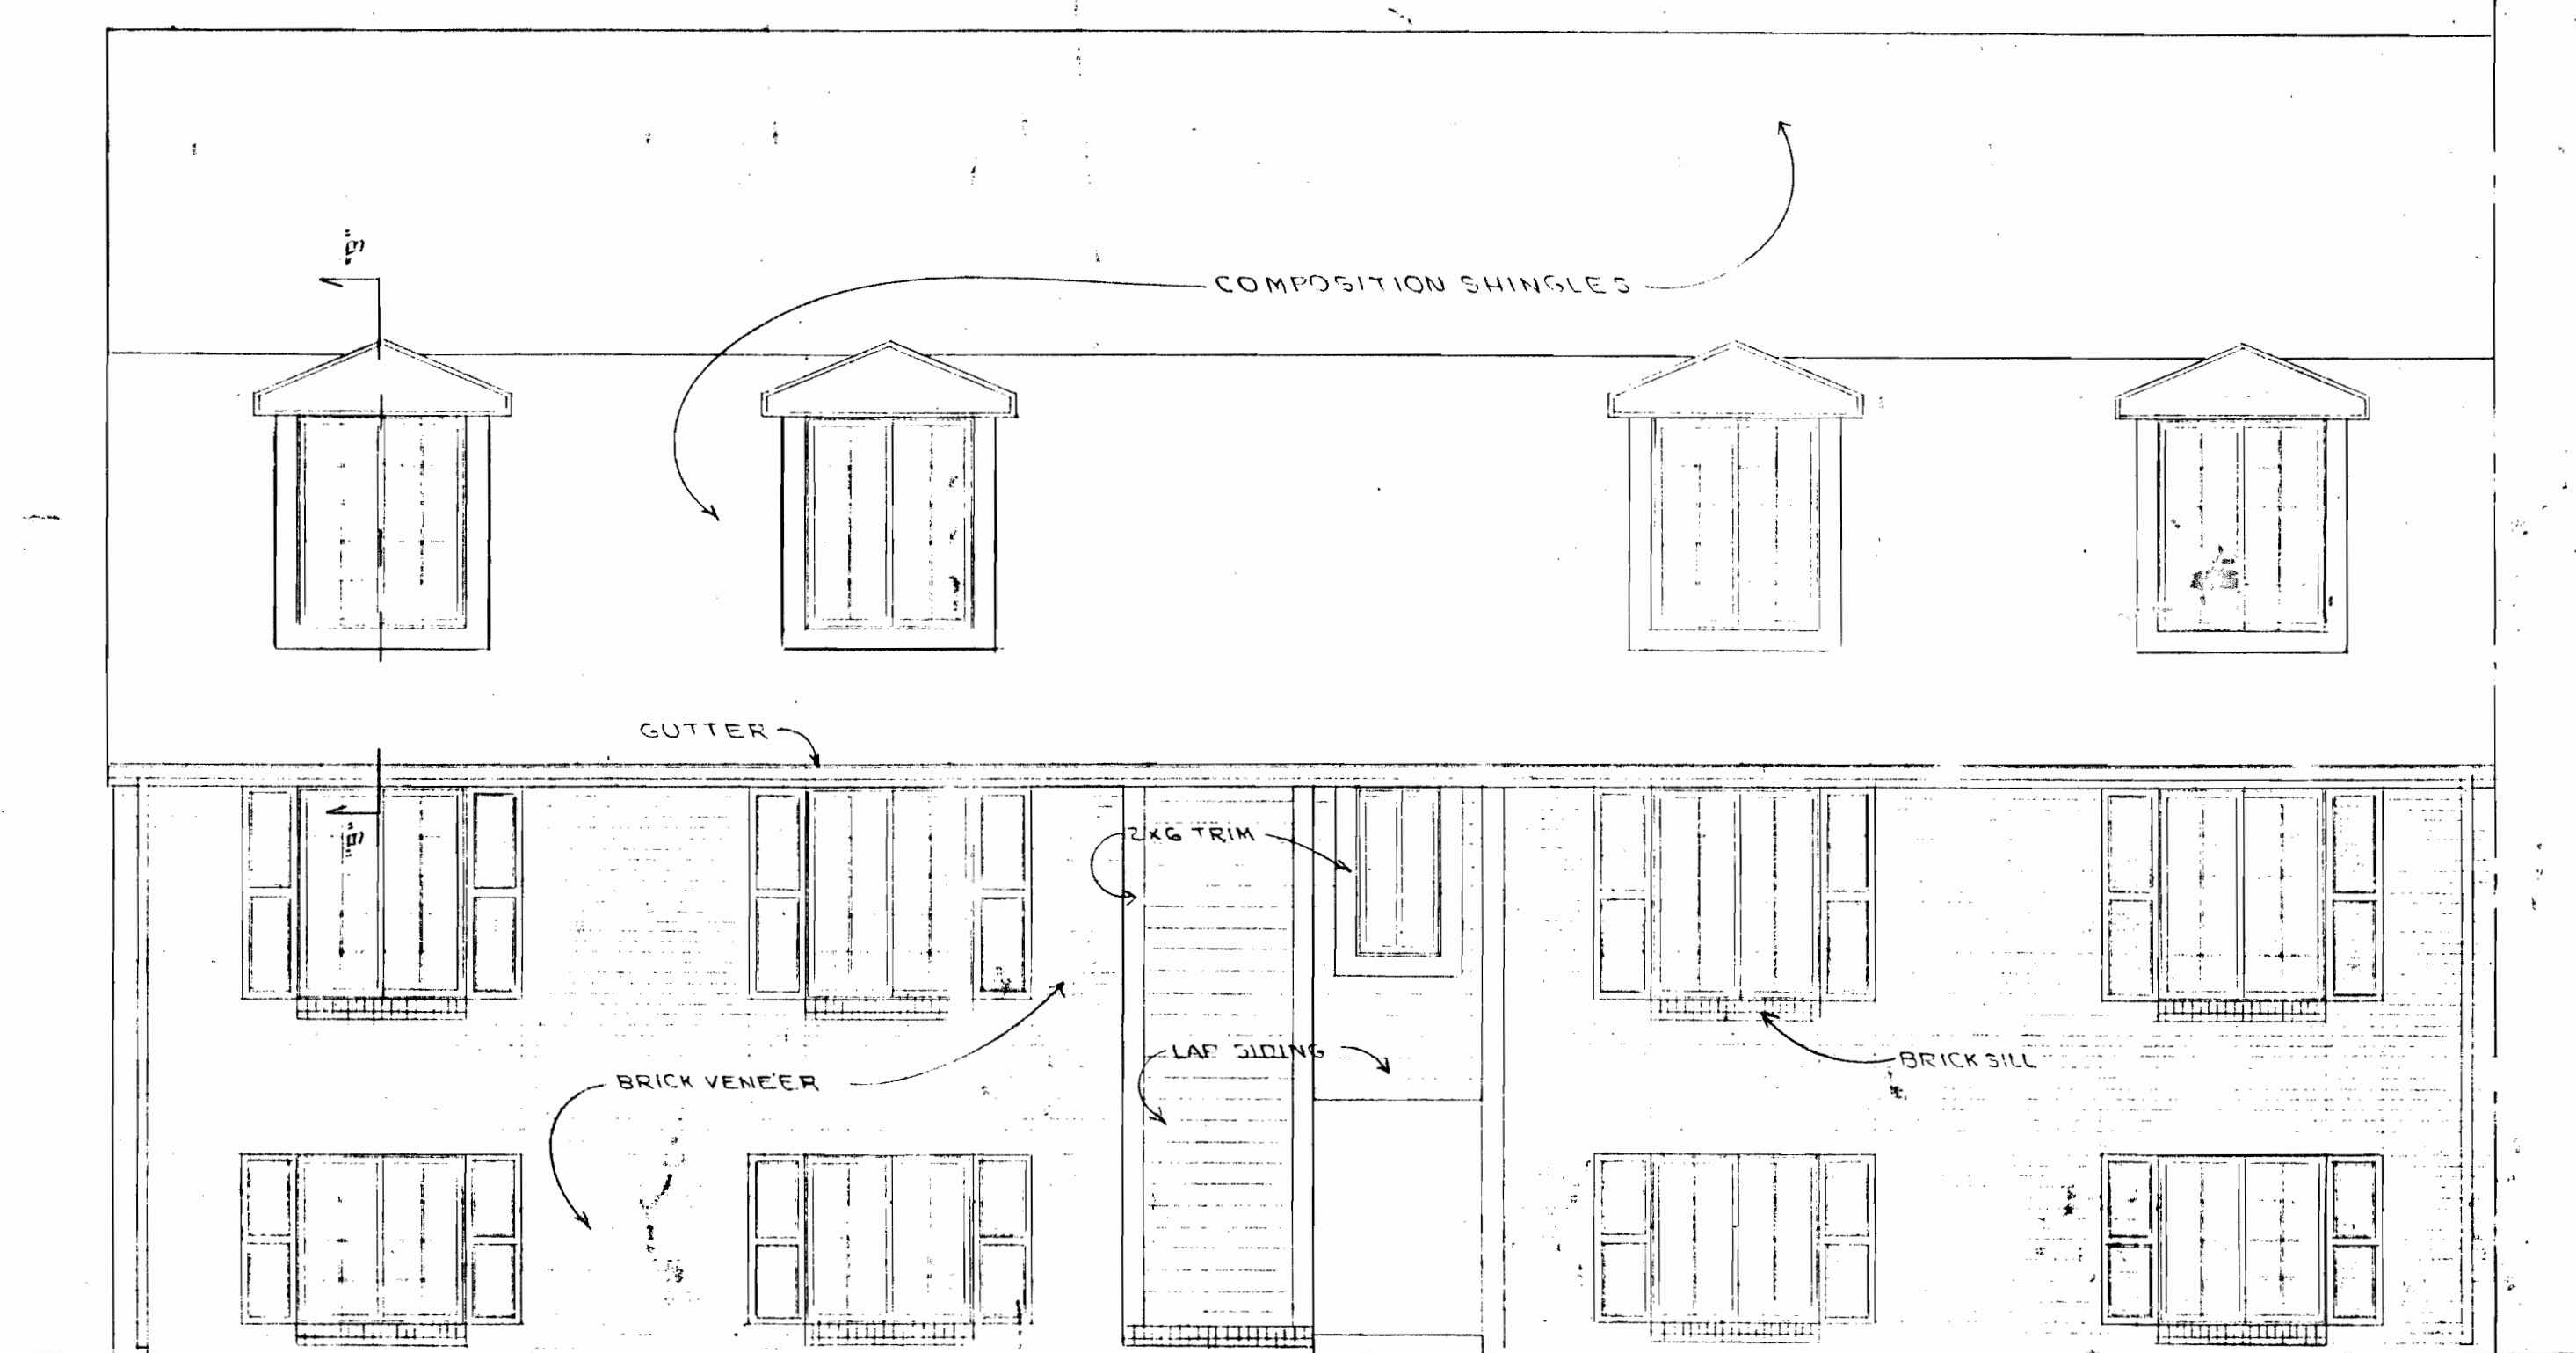 "B"
COMPOSITION SHINGLES
GUTTER
"B"
2x6 TRIM
LAP SIDING
BRICK VENEER
BRICK SILL